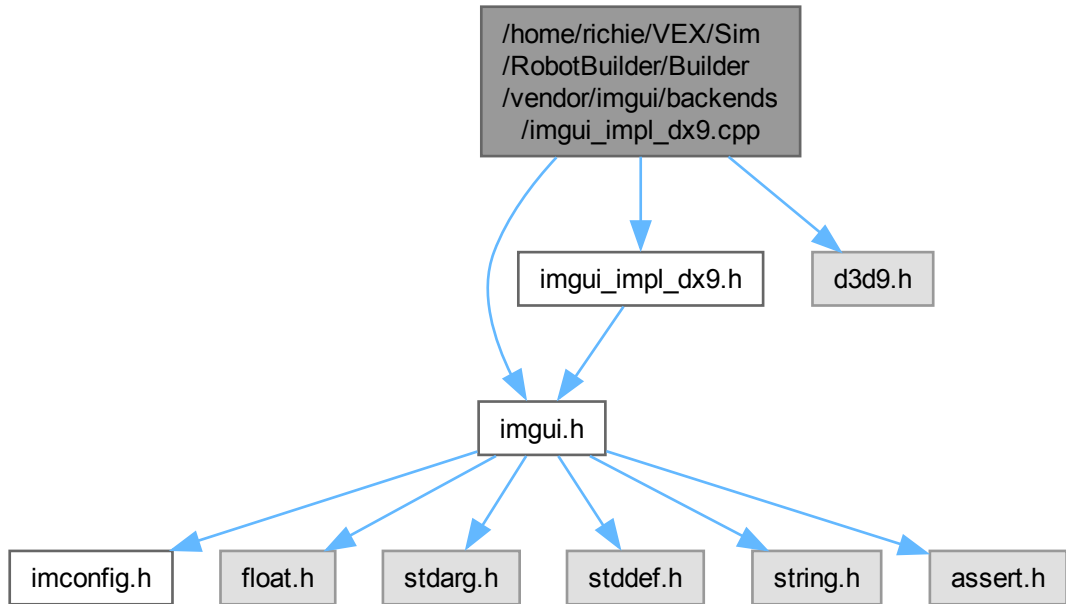 /home/richie/VEX/Sim
/RobotBuilder/Builder
/vendor/imgui/backends
/imgui_impl_dx9.cpp
imgui_impl_dx9.h
d3d9.h
imgui.h
imconfig.h
float.h
stdarg.h
stddef.h
string.h
assert.h